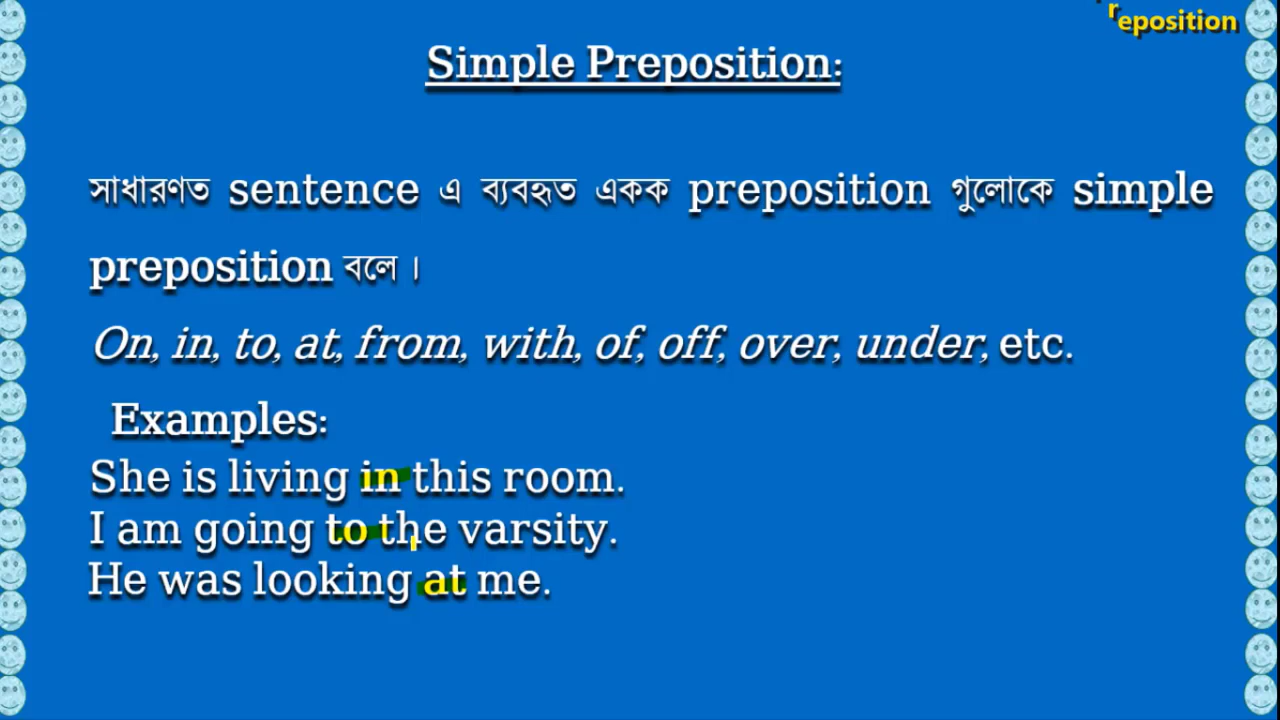 reposition
Simple Preposition:
সাধারণত sentence এ ব্যবহৃত একক preposition গুলোকে simple
preposition বলে ।
On, in, to, at, from, with, of, off, over, under, etc.
Examples:
She is living in this room.
I am going to the varsity.
He was looking at me.